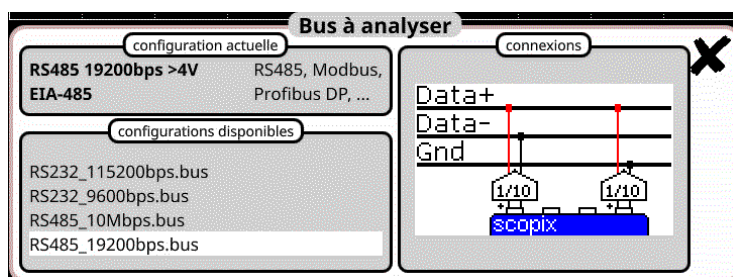 Bus à analyser
configuration actuelle
RS485 19200bps >4V RS485, Modbus,
EIA-485 Profibus DP, ...
configurations disponibles
RS232_115200bps.bus
RS232_9600bps.bus
RS485_10Mbps.bus
RS485_19200bps.bus
connexions
Data+
Data-
Gnd
1/10 1/10
+ +
scopix